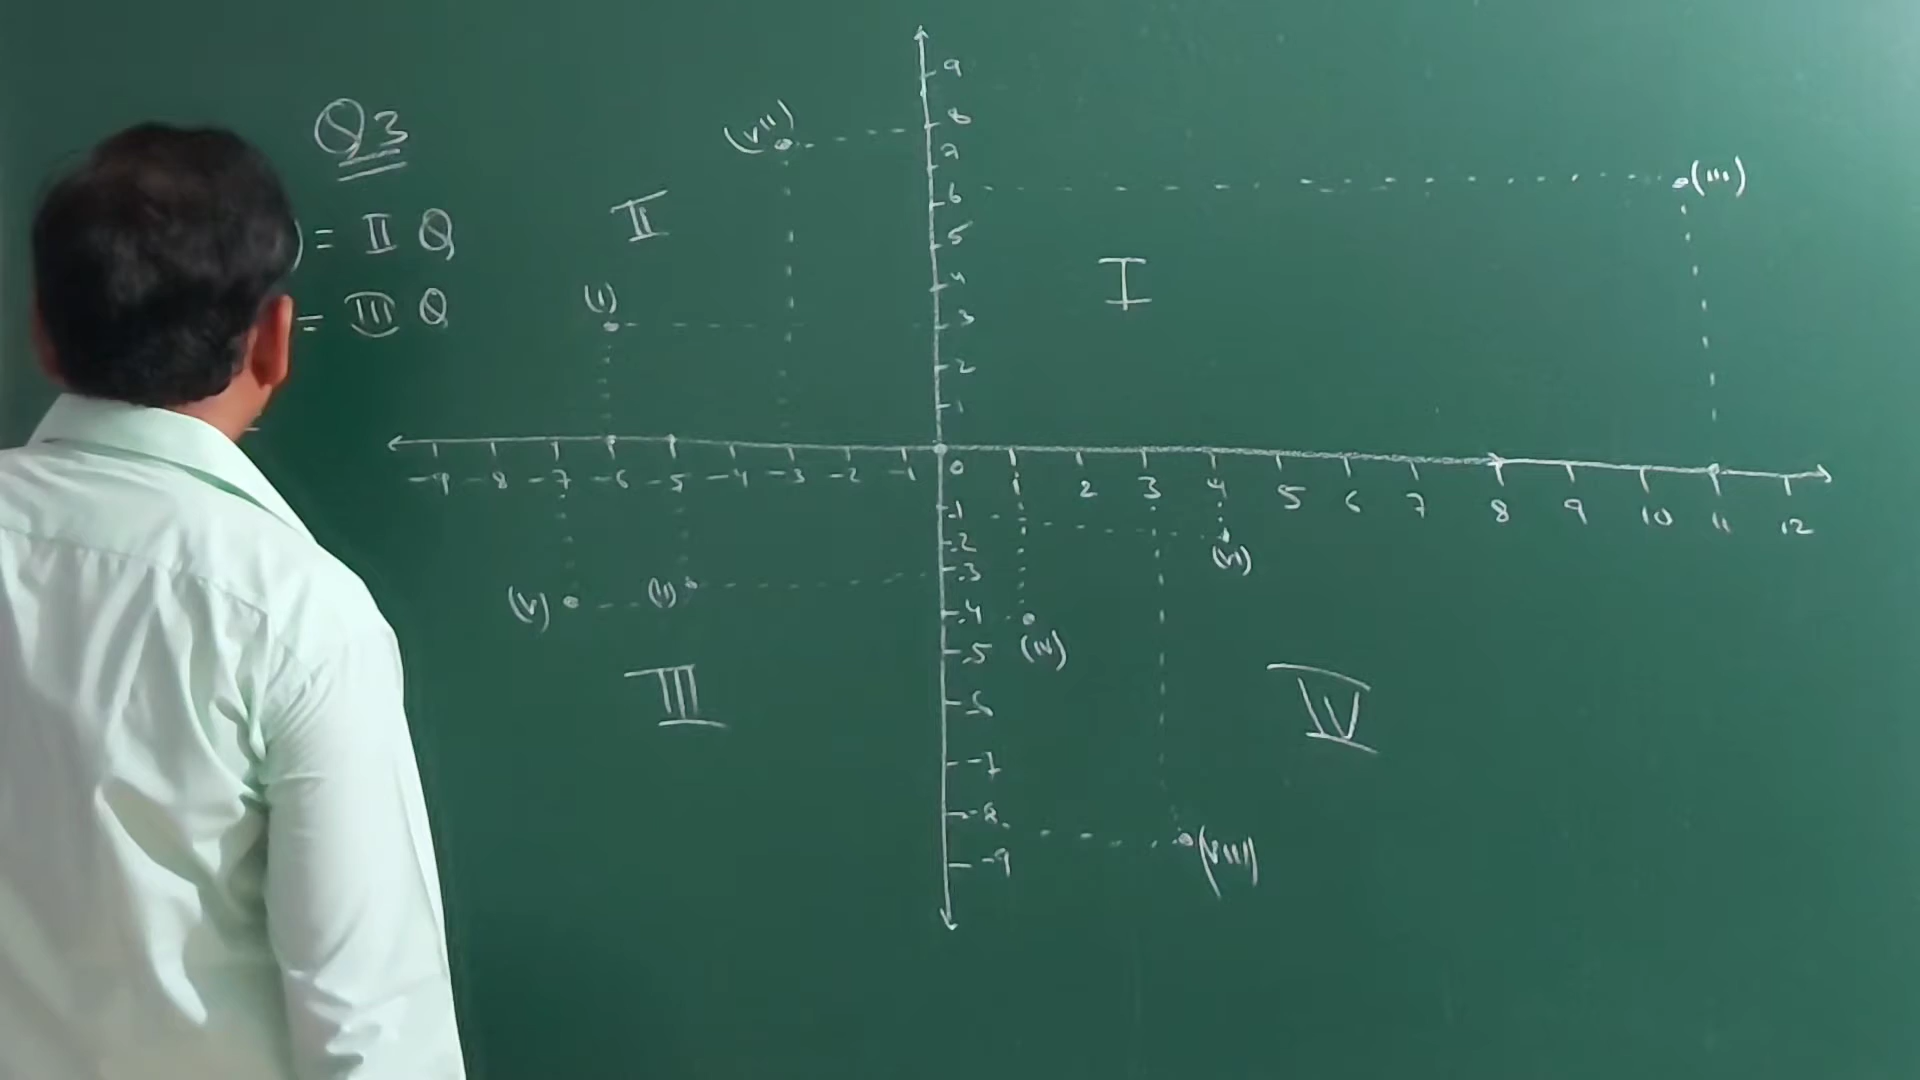 Q3
) = II Q
= III Q
(vii)
II
(i)
I
(iii)
9
8
7
6
5
4
3
2
1
-9 -8 -7 -6 -5 -4 -3 -2 -1 0 1 2 3 4 5 6 7 8 9 10 11 12
-1
-2
-3
-4
-5
-6
-7
-8
-9
(vi)
(v) (ii)
(iv)
III
IV
(viii)